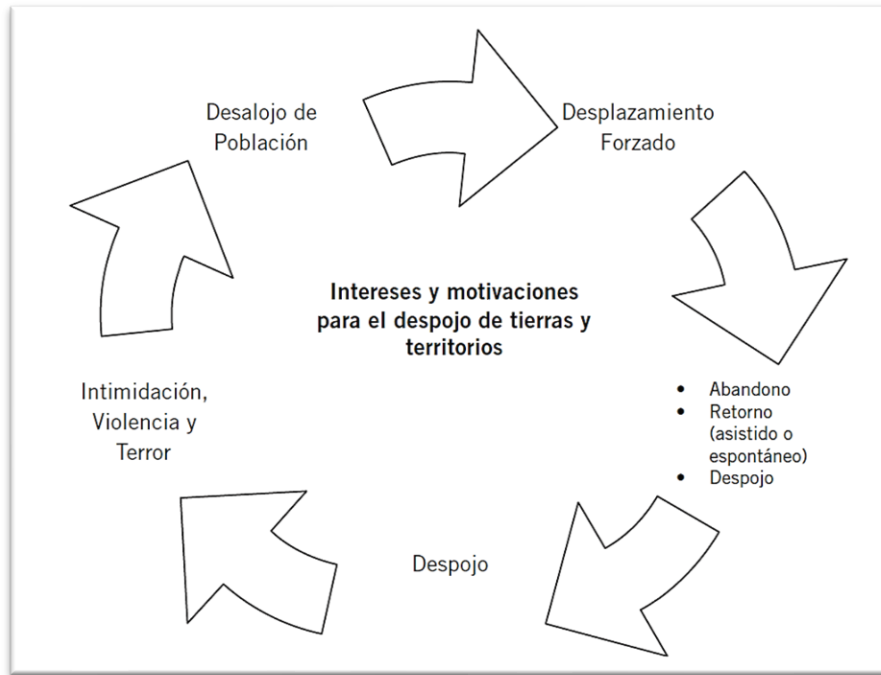 Desalojo de
Población
Desplazamiento
Forzado
Intereses y motivaciones
para el despojo de tierras y
territorios
• Abandono
• Retorno
(asistido o
espontáneo)
• Despojo
Despojo
Intimidación,
Violencia y
Terror